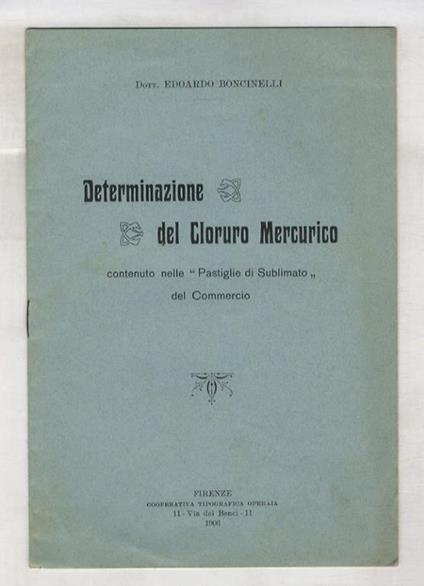 Dott. EDOARDO BONCINELLI
Determinazione
del Cloruro Mercurico
contenuto nelle “ Pastiglie di Sublimato „
del Commercio
FIRENZE
COOPERATIVA TIPOGRAFICA OPERAIA
11 - Via dei Benci - 11
1906